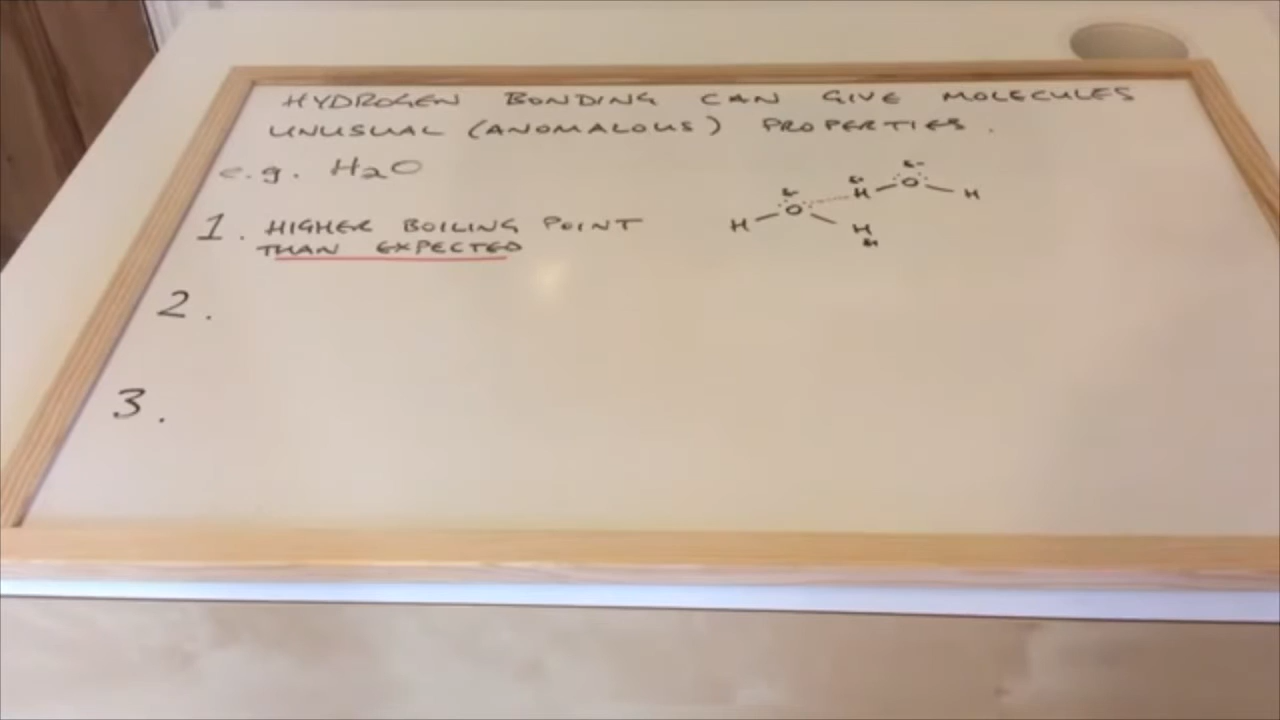 HYDROGEN BONDING CAN GIVE MOLECULES
UNUSUAL (ANOMALOUS) PROPERTIES.
e.g. H2O
1. HIGHER BOILING POINT
THAN EXPECTED
2.
3.
δ-
δ+
O
H
O
H
H
H
δ-
δ+